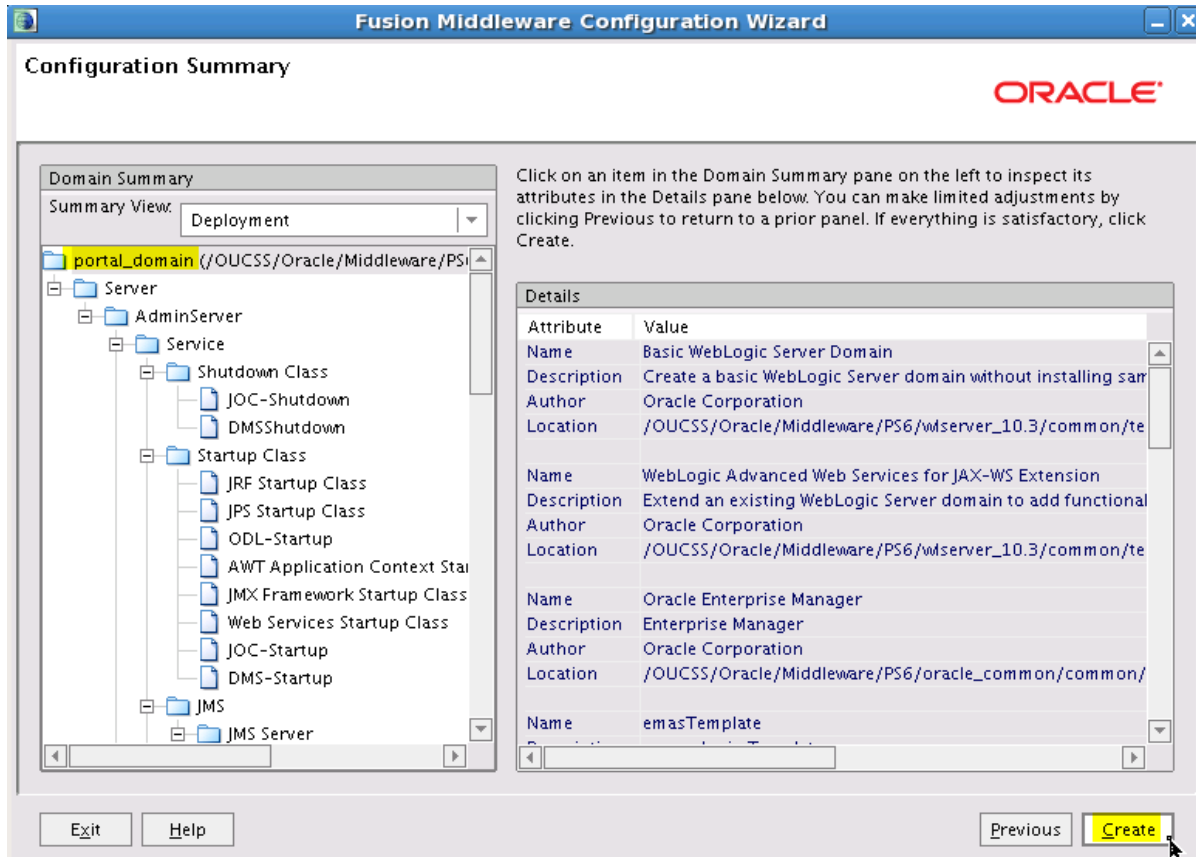 Fusion Middleware Configuration Wizard
Configuration Summary
ORACLE
Domain Summary
Summary View:
Deployment
portal_domain (/OUCSS/Oracle/Middleware/PS
Server
AdminServer
Service
Shutdown Class
JOC-Shutdown
DMSShutdown
Startup Class
JRF Startup Class
JPS Startup Class
ODL-Startup
AWT Application Context Star
JMX Framework Startup Class
Web Services Startup Class
JOC-Startup
DMS-Startup
JMS
JMS Server
Click on an item in the Domain Summary pane on the left to inspect its
attributes in the Details pane below. You can make limited adjustments by
clicking Previous to return to a prior panel. If everything is satisfactory, click
Create.
Details
Attribute Value
Name Basic WebLogic Server Domain
Description Create a basic WebLogic Server domain without installing sam
Author Oracle Corporation
Location /OUCSS/Oracle/Middleware/PS6/wlserver_10.3/common/te
Name WebLogic Advanced Web Services for JAX-WS Extension
Description Extend an existing WebLogic Server domain to add functional
Author Oracle Corporation
Location /OUCSS/Oracle/Middleware/PS6/wlserver_10.3/common/te
Name Oracle Enterprise Manager
Description Enterprise Manager
Author Oracle Corporation
Location /OUCSS/Oracle/Middleware/PS6/oracle_common/common/
Name emasTemplate
Exit Help Previous Create